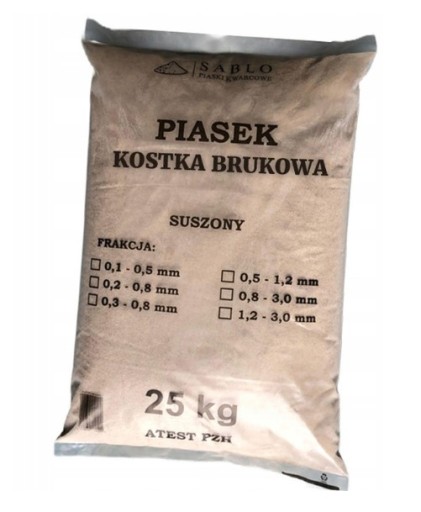 SABLO
PIASKI KWARCOWE
PIASEK
KOSTKA BRUKOWA
SUSZONY
FRAKCJA:
0,1 - 0,5 mm
0,2 - 0,8 mm
0,3 - 0,8 mm
0,5 - 1,2 mm
0,8 - 3,0 mm
1,2 - 3,0 mm
25 kg
ATEST PZH